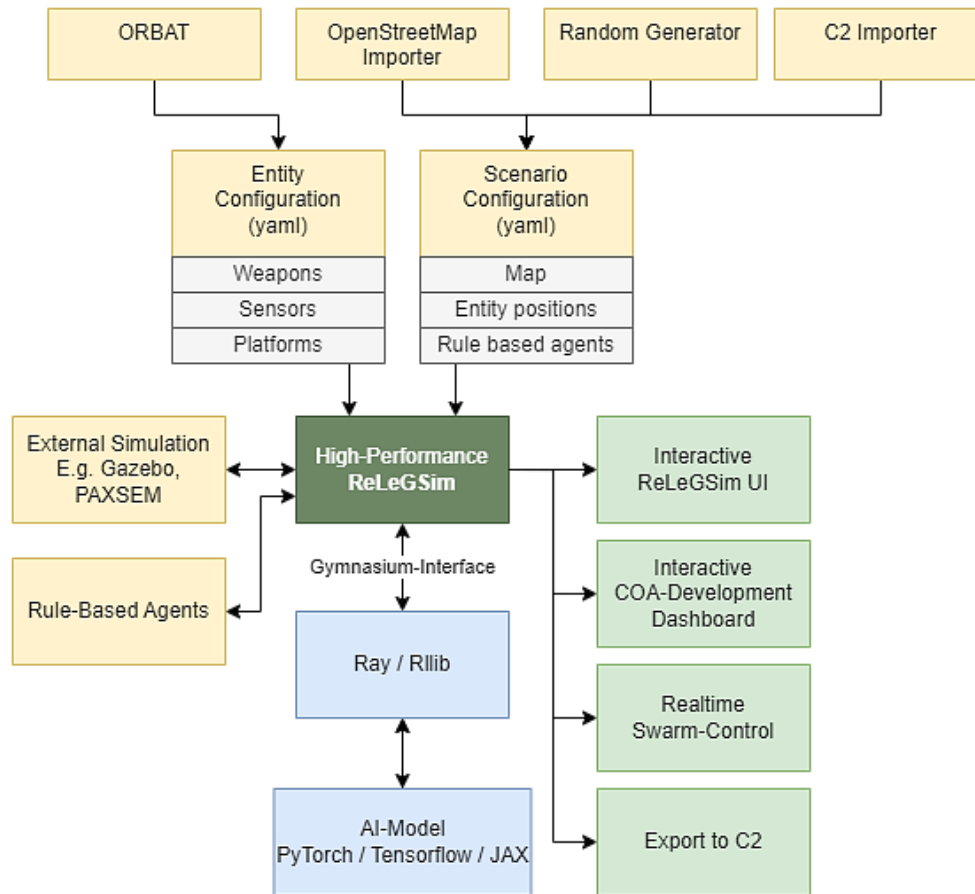 ORBAT
OpenStreetMap
Importer
Random Generator
C2 Importer
Entity
Configuration
(yaml)
Weapons
Sensors
Platforms
Scenario
Configuration
(yaml)
Map
Entity positions
Rule based agents
External Simulation
E.g. Gazebo,
PAXSEM
High-Performance
ReLeGSim
Interactive
ReLeGSim UI
Gymnasium-Interface
Rule-Based Agents
Interactive
COA-Development
Dashboard
Ray / Rllib
Realtime
Swarm-Control
AI-Model
PyTorch / Tensorflow / JAX
Export to C2